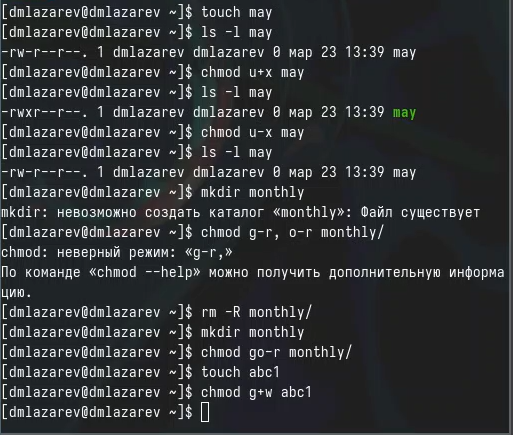 [dmlazarev@dmlazarev ~]$ touch may
[dmlazarev@dmlazarev ~]$ ls -l may
-rw-r--r--. 1 dmlazarev dmlazarev 0 мар 23 13:39 may
[dmlazarev@dmlazarev ~]$ chmod u+x may
[dmlazarev@dmlazarev ~]$ ls -l may
-rwxr--r--. 1 dmlazarev dmlazarev 0 мар 23 13:39 may
[dmlazarev@dmlazarev ~]$ chmod u-x may
[dmlazarev@dmlazarev ~]$ ls -l may
-rw-r--r--. 1 dmlazarev dmlazarev 0 мар 23 13:39 may
[dmlazarev@dmlazarev ~]$ mkdir monthly
mkdir: невозможно создать каталог «monthly»: Файл существует
[dmlazarev@dmlazarev ~]$ chmod g-r, o-r monthly/
chmod: неверный режим: «g-r,»
По команде «chmod --help» можно получить дополнительную информа
цию.
[dmlazarev@dmlazarev ~]$ rm -R monthly/
[dmlazarev@dmlazarev ~]$ mkdir monthly
[dmlazarev@dmlazarev ~]$ chmod go-r monthly/
[dmlazarev@dmlazarev ~]$ touch abc1
[dmlazarev@dmlazarev ~]$ chmod g+w abc1
[dmlazarev@dmlazarev ~]$